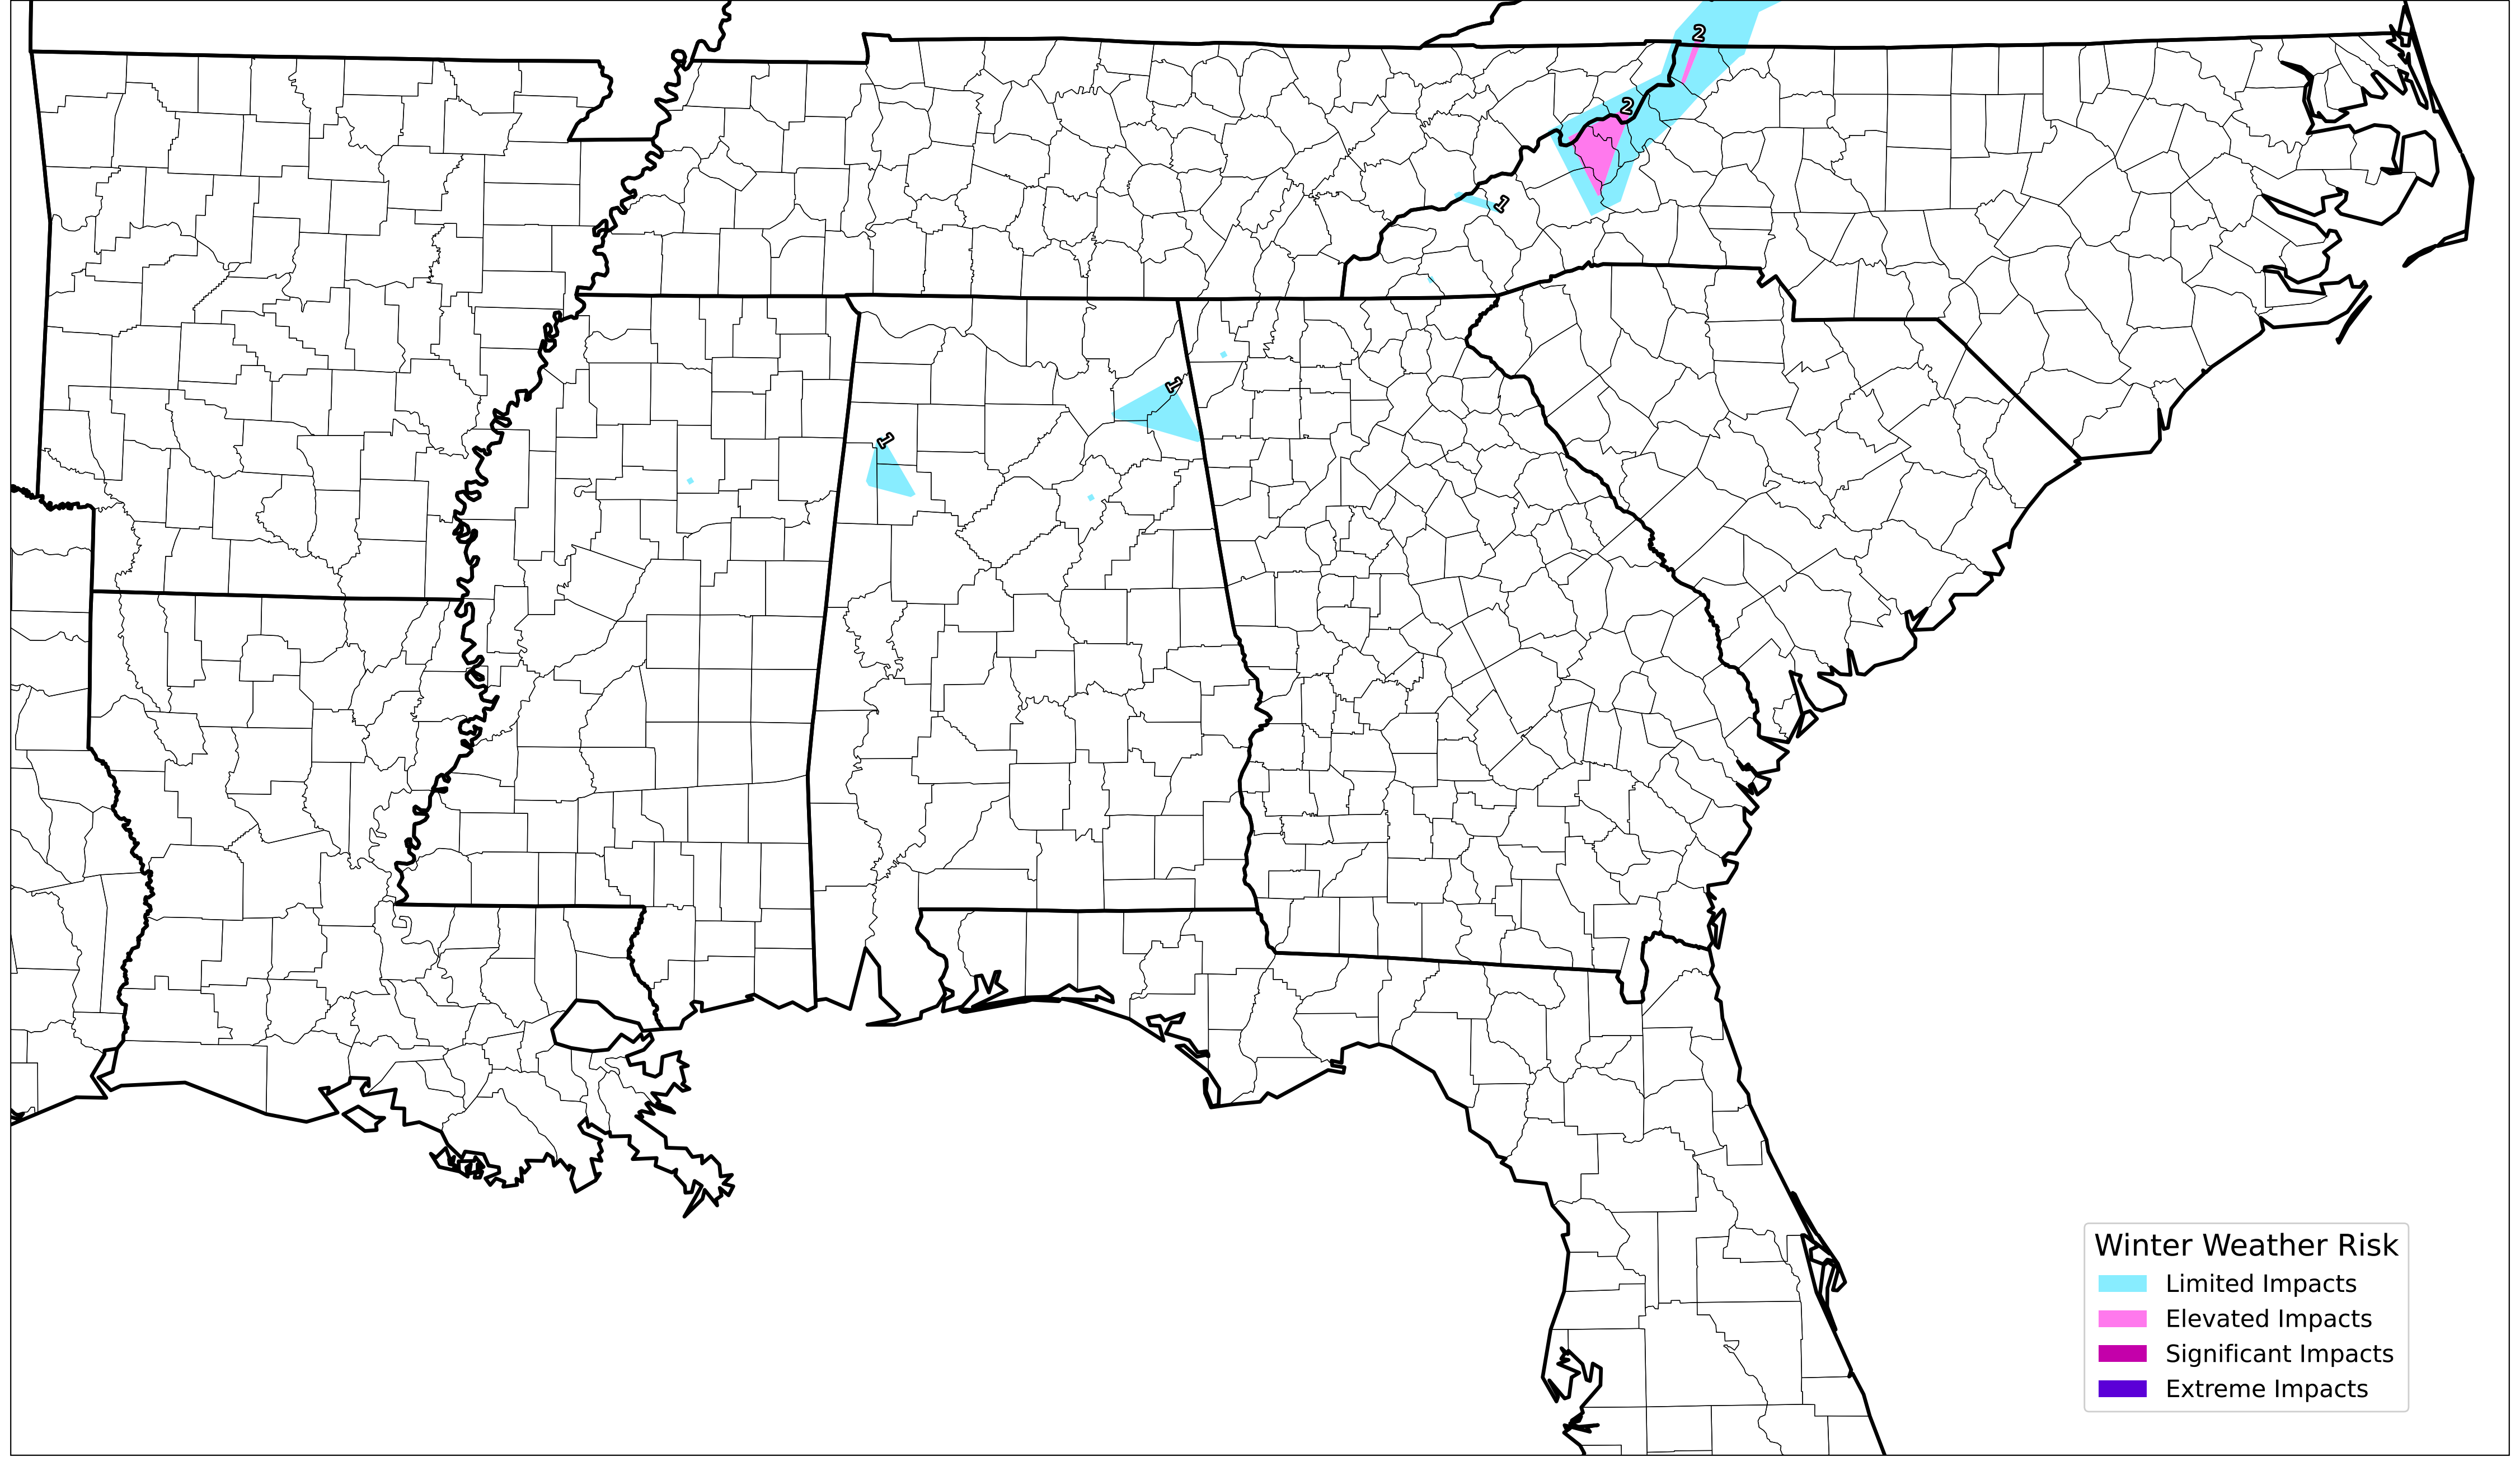 2
2
1
1
1
Winter Weather Risk
Limited Impacts
Elevated Impacts
Significant Impacts
Extreme Impacts